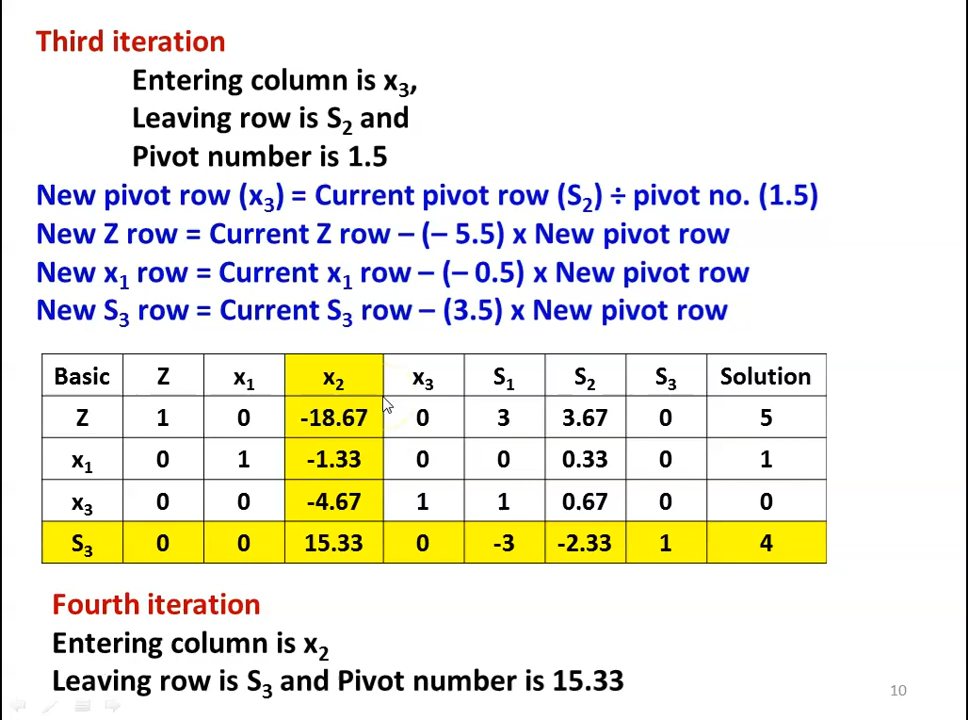 Third iteration
Entering column is x₃,
Leaving row is S₂ and
Pivot number is 1.5
New pivot row (x₃) = Current pivot row (S₂) ÷ pivot no. (1.5)
New Z row = Current Z row – (– 5.5) x New pivot row
New x₁ row = Current x₁ row – (– 0.5) x New pivot row
New S₃ row = Current S₃ row – (3.5) x New pivot row
Basic Z x₁ x₂ x₃ S₁ S₂ S₃ Solution
Z 1 0 -18.67 0 3 3.67 0 5
x₁ 0 1 -1.33 0 0 0.33 0 1
x₃ 0 0 -4.67 1 1 0.67 0 0
S₃ 0 0 15.33 0 -3 -2.33 1 4
Fourth iteration
Entering column is x₂
Leaving row is S₃ and Pivot number is 15.33
10